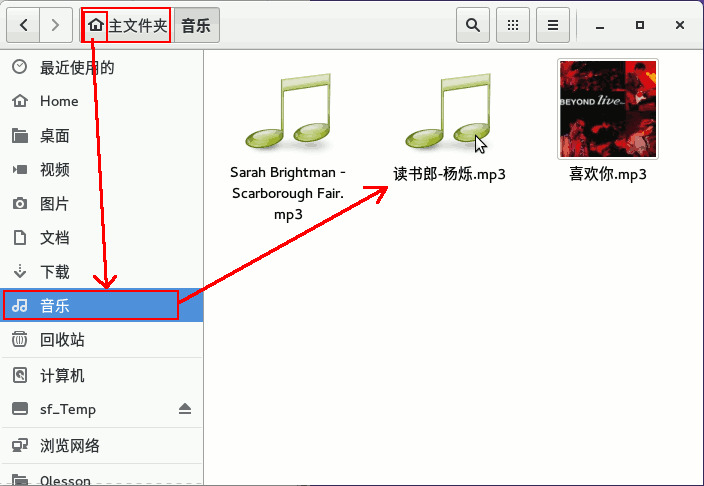 主文件夹
音乐
最近使用的
Home
桌面
视频
图片
文档
下载
音乐
回收站
计算机
sf_Temp
浏览网络
0lesson
Sarah Brightman -
Scarborough Fair.
mp3
读书郎-杨烁.mp3
BEYOND live
喜欢你.mp3